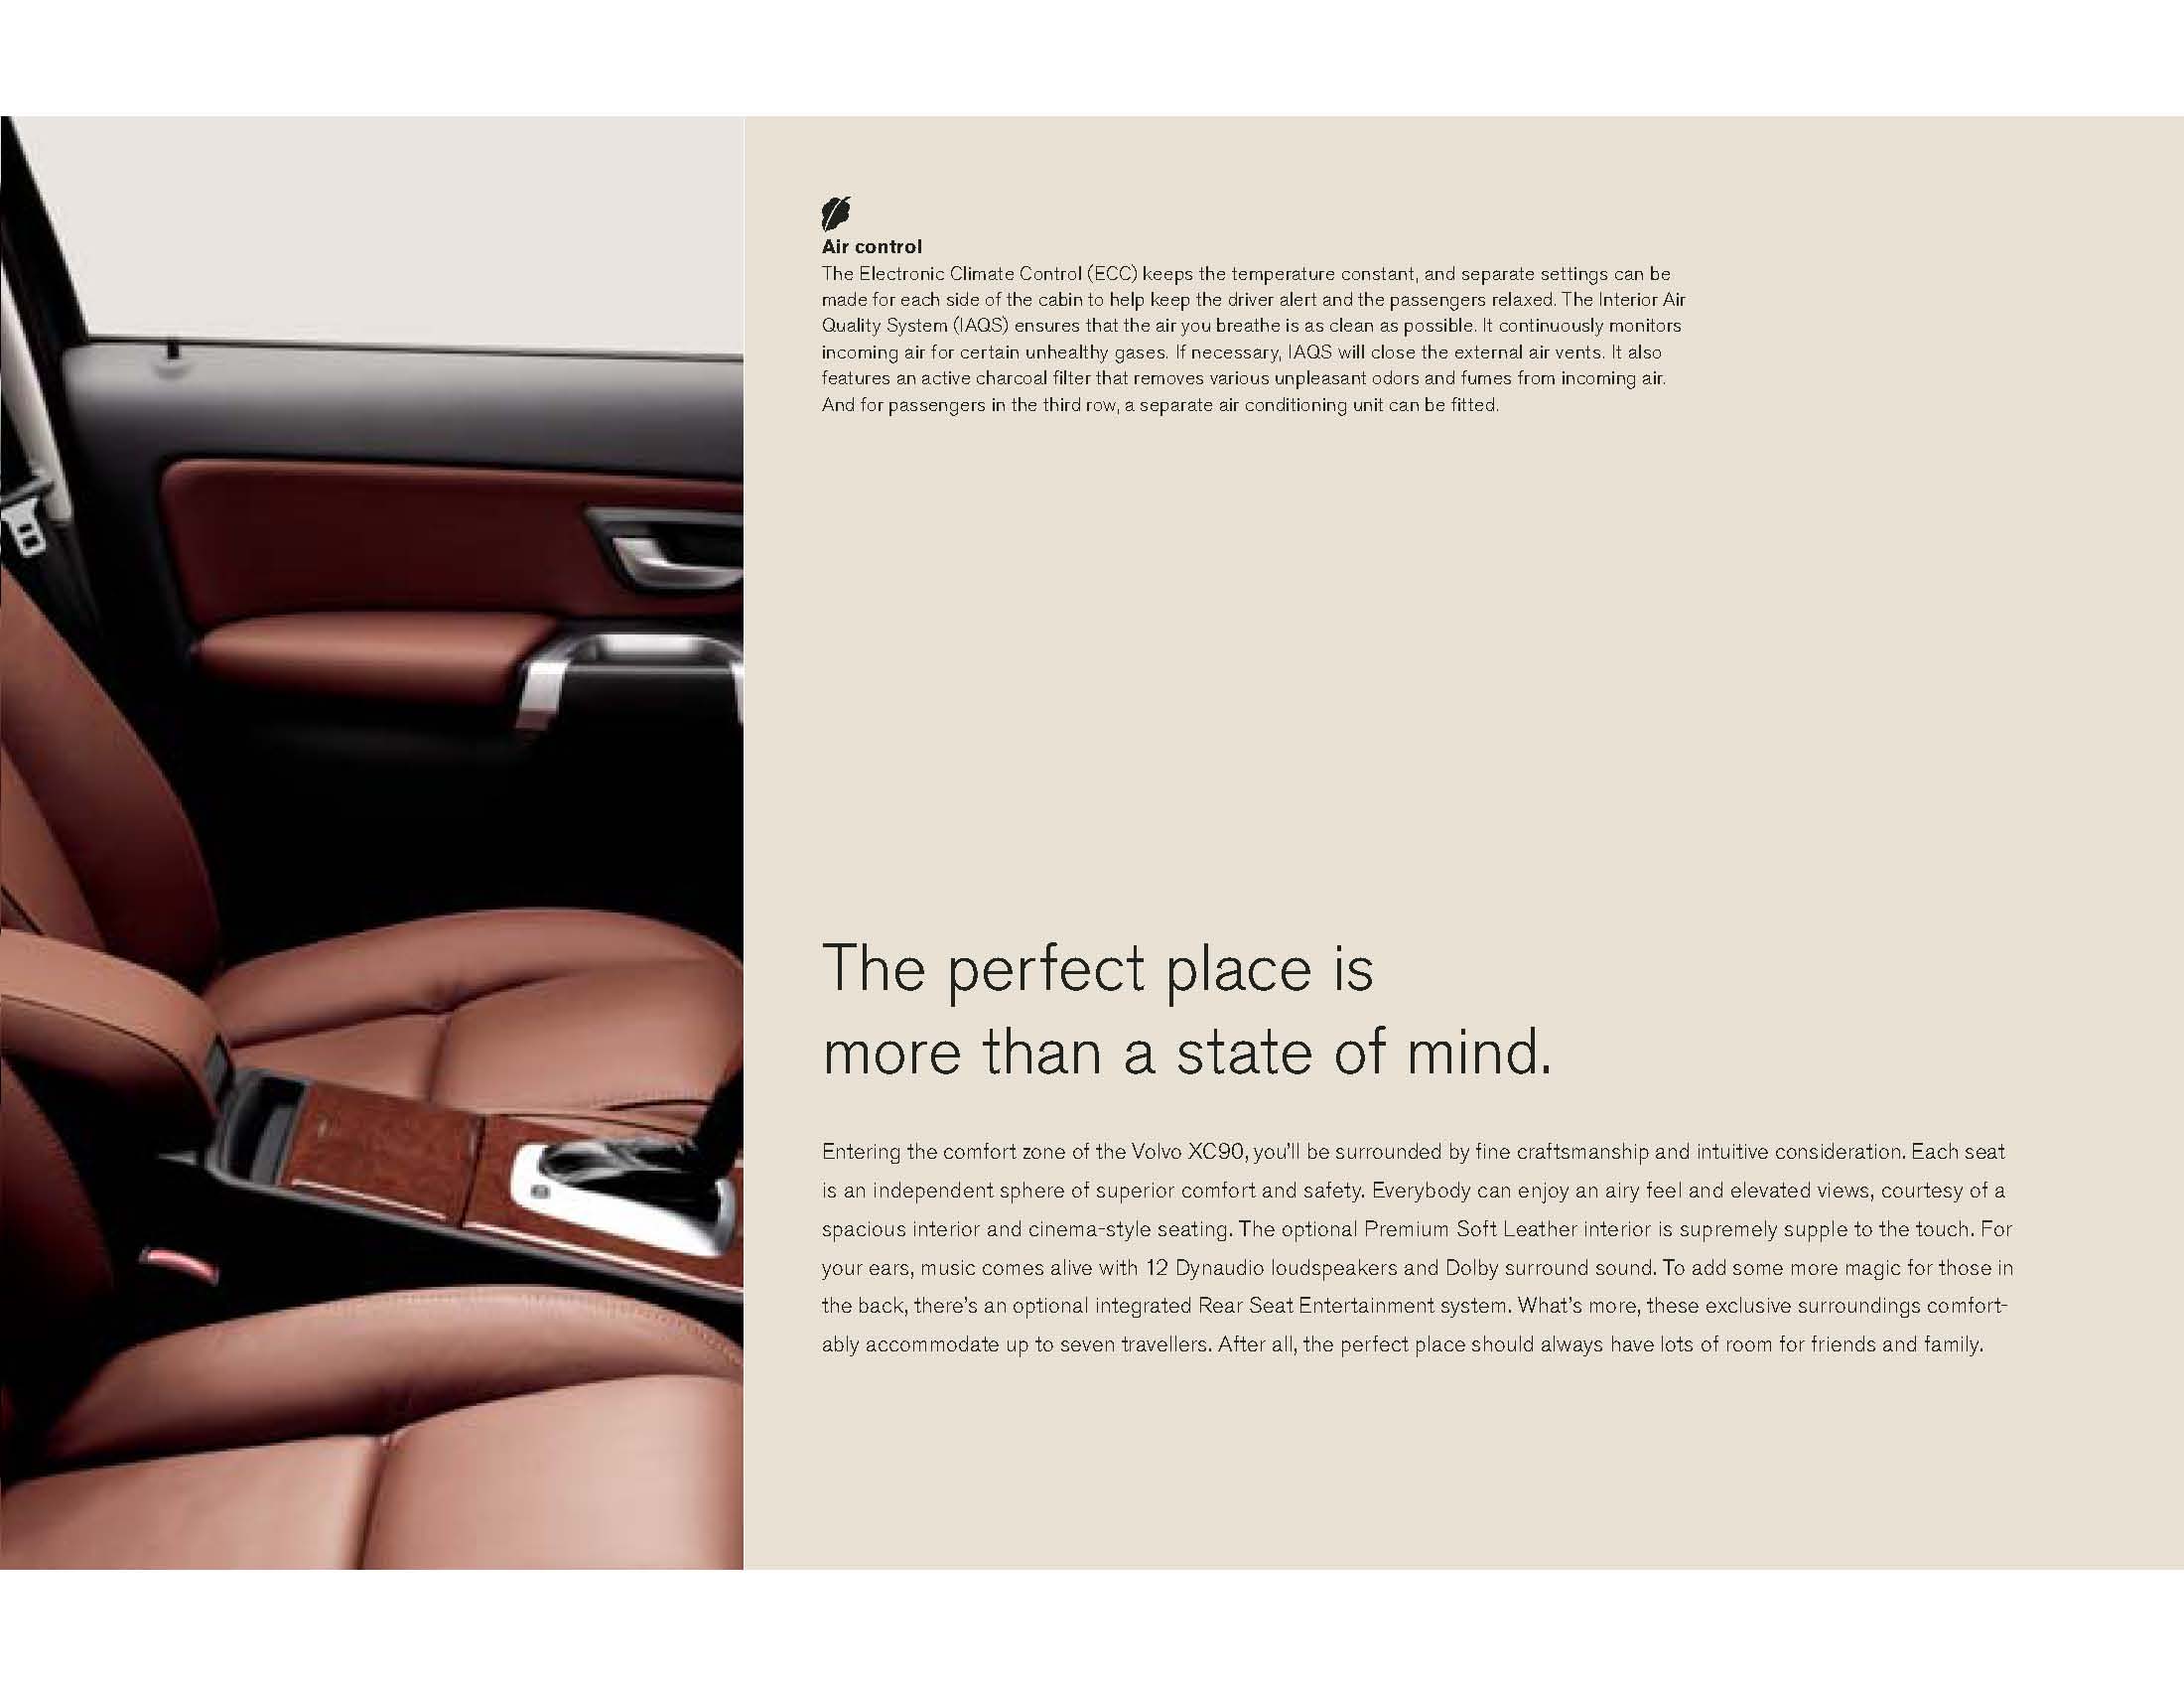 Air control
The Electronic Climate Control (ECC) keeps the temperature constant, and separate settings can be
made for each side of the cabin to help keep the driver alert and the passengers relaxed. The Interior Air
Quality System (IAQS) ensures that the air you breathe is as clean as possible. It continuously monitors
incoming air for certain unhealthy gases. If necessary, IAQS will close the external air vents. It also
features an active charcoal filter that removes various unpleasant odors and fumes from incoming air.
And for passengers in the third row, a separate air conditioning unit can be fitted.
The perfect place is
more than a state of mind.
Entering the comfort zone of the Volvo XC90, you’ll be surrounded by fine craftsmanship and intuitive consideration. Each seat
is an independent sphere of superior comfort and safety. Everybody can enjoy an airy feel and elevated views, courtesy of a
spacious interior and cinema-style seating. The optional Premium Soft Leather interior is supremely supple to the touch. For
your ears, music comes alive with 12 Dynaudio loudspeakers and Dolby surround sound. To add some more magic for those in
the back, there’s an optional integrated Rear Seat Entertainment system. What’s more, these exclusive surroundings comfort-
ably accommodate up to seven travellers. After all, the perfect place should always have lots of room for friends and family.